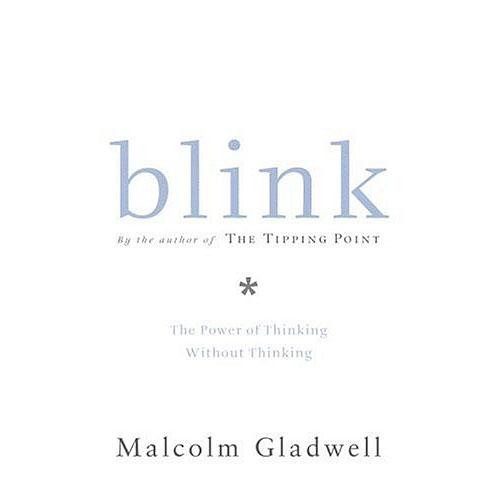 blink
By the author of THE TIPPING POINT
*
The Power of Thinking
Without Thinking
Malcolm Gladwell